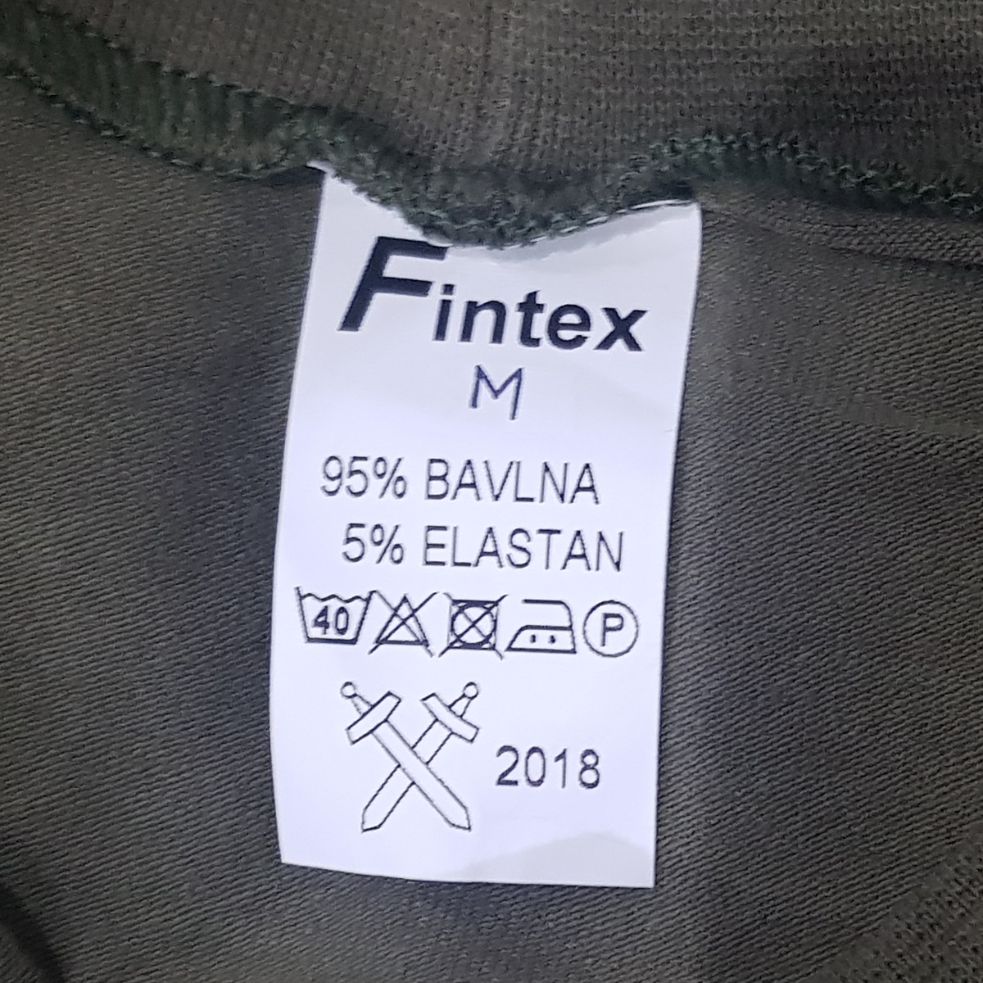 Fintex
M
95% BAVLNA
5% ELASTAN
40 P
2018